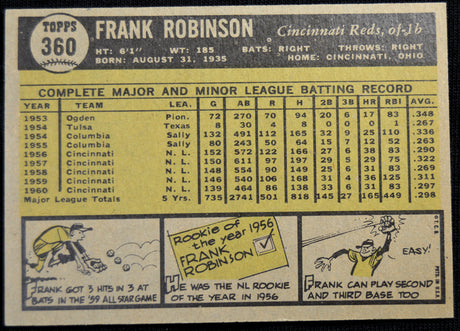 TOPPS
360
FRANK ROBINSON
Cincinnati Reds, of-1b
HT: 6'1" WT: 185 BATS: RIGHT THROWS: RIGHT
BORN: AUGUST 31, 1935 HOME: CINCINNATI, OHIO
COMPLETE MAJOR AND MINOR LEAGUE BATTING RECORD
YEAR TEAM LEA. G AB R H 2B 3B HR RBI AVG.
1953 Ogden Pion. 72 270 70 94 20 6 17 83 .348
1954 Tulsa Texas 8 30 4 8 0 0 0 1 .267
1954 Columbia Sally 132 491 112 165 32 9 25 110 .336
1955 Columbia Sally 80 243 50 64 15 7 12 52 .263
1956 Cincinnati N.L. 152 572 122 166 27 6 38 83 .290
1957 Cincinnati N.L. 150 611 97 197 29 5 29 75 .322
1958 Cincinnati N.L. 148 554 90 149 25 6 31 83 .269
1959 Cincinnati N.L. 146 540 106 168 31 4 36 125 .311
1960 Cincinnati N.L. 139 464 86 138 33 6 31 83 .297
Major League Totals 5 Yrs. 735 2741 501 818 145 27 165 449 .298
FRANK GOT 3 HITS IN 3 AT
BATS IN THE '59 ALL STAR GAME
Rookie of
the year 1956
FRANK
ROBINSON
HE WAS THE NL ROOKIE
OF THE YEAR IN 1956
EASY!
FRANK CAN PLAY SECOND
AND THIRD BASE TOO
©T.C.G. PRTD. IN U.S.A.